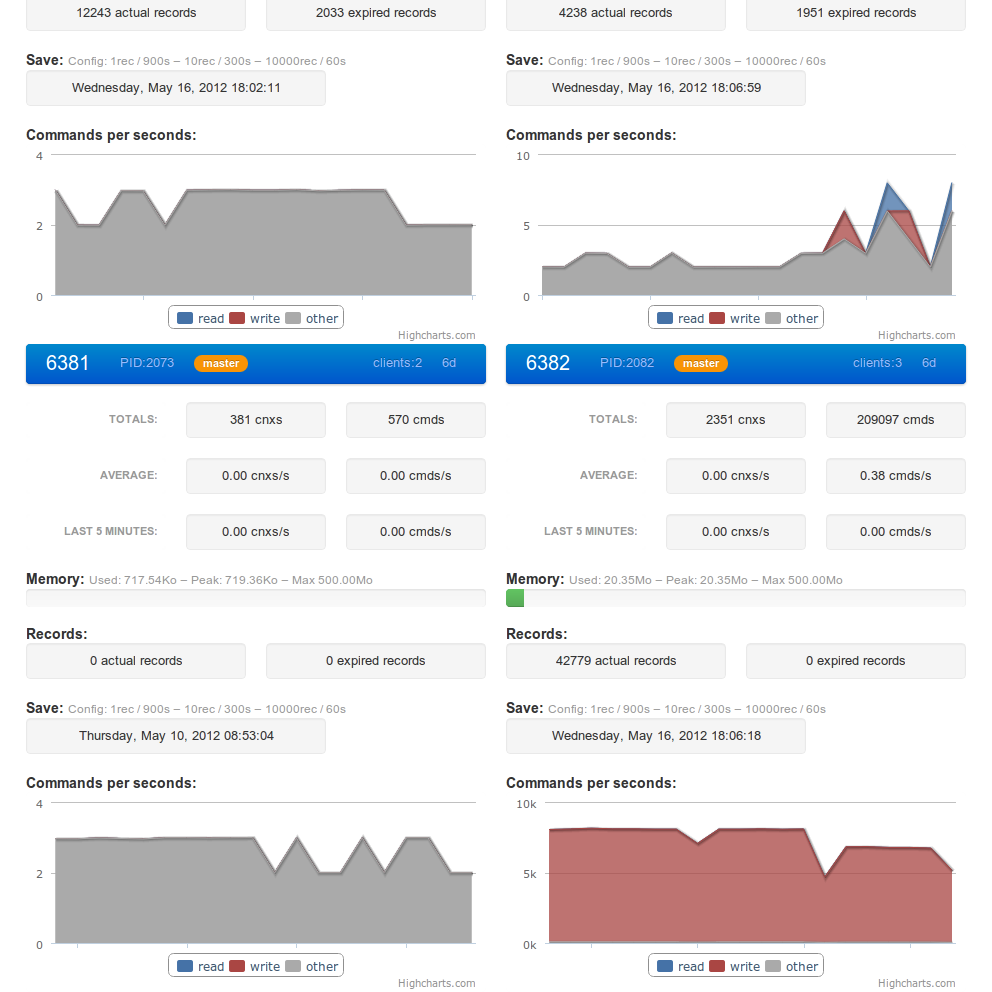 12243 actual records
2033 expired records
Save: Config: 1rec / 900s – 10rec / 300s – 10000rec / 60s
Wednesday, May 16, 2012 18:02:11
Commands per seconds:
4
2
0
read write other
Highcharts.com
4238 actual records
1951 expired records
Save: Config: 1rec / 900s – 10rec / 300s – 10000rec / 60s
Wednesday, May 16, 2012 18:06:59
Commands per seconds:
10
5
0
read write other
Highcharts.com
6381 PID:2073 master clients:2 6d
TOTALS: 381 cnxs 570 cmds
AVERAGE: 0.00 cnxs/s 0.00 cmds/s
LAST 5 MINUTES: 0.00 cnxs/s 0.00 cmds/s
Memory: Used: 717.54Ko – Peak: 719.36Ko – Max 500.00Mo
Records:
0 actual records
0 expired records
Save: Config: 1rec / 900s – 10rec / 300s – 10000rec / 60s
Thursday, May 10, 2012 08:53:04
Commands per seconds:
4
2
0
read write other
Highcharts.com
6382 PID:2082 master clients:3 6d
TOTALS: 2351 cnxs 209097 cmds
AVERAGE: 0.00 cnxs/s 0.38 cmds/s
LAST 5 MINUTES: 0.00 cnxs/s 0.00 cmds/s
Memory: Used: 20.35Mo – Peak: 20.35Mo – Max 500.00Mo
Records:
42779 actual records
0 expired records
Save: Config: 1rec / 900s – 10rec / 300s – 10000rec / 60s
Wednesday, May 16, 2012 18:06:18
Commands per seconds:
10k
5k
0k
read write other
Highcharts.com